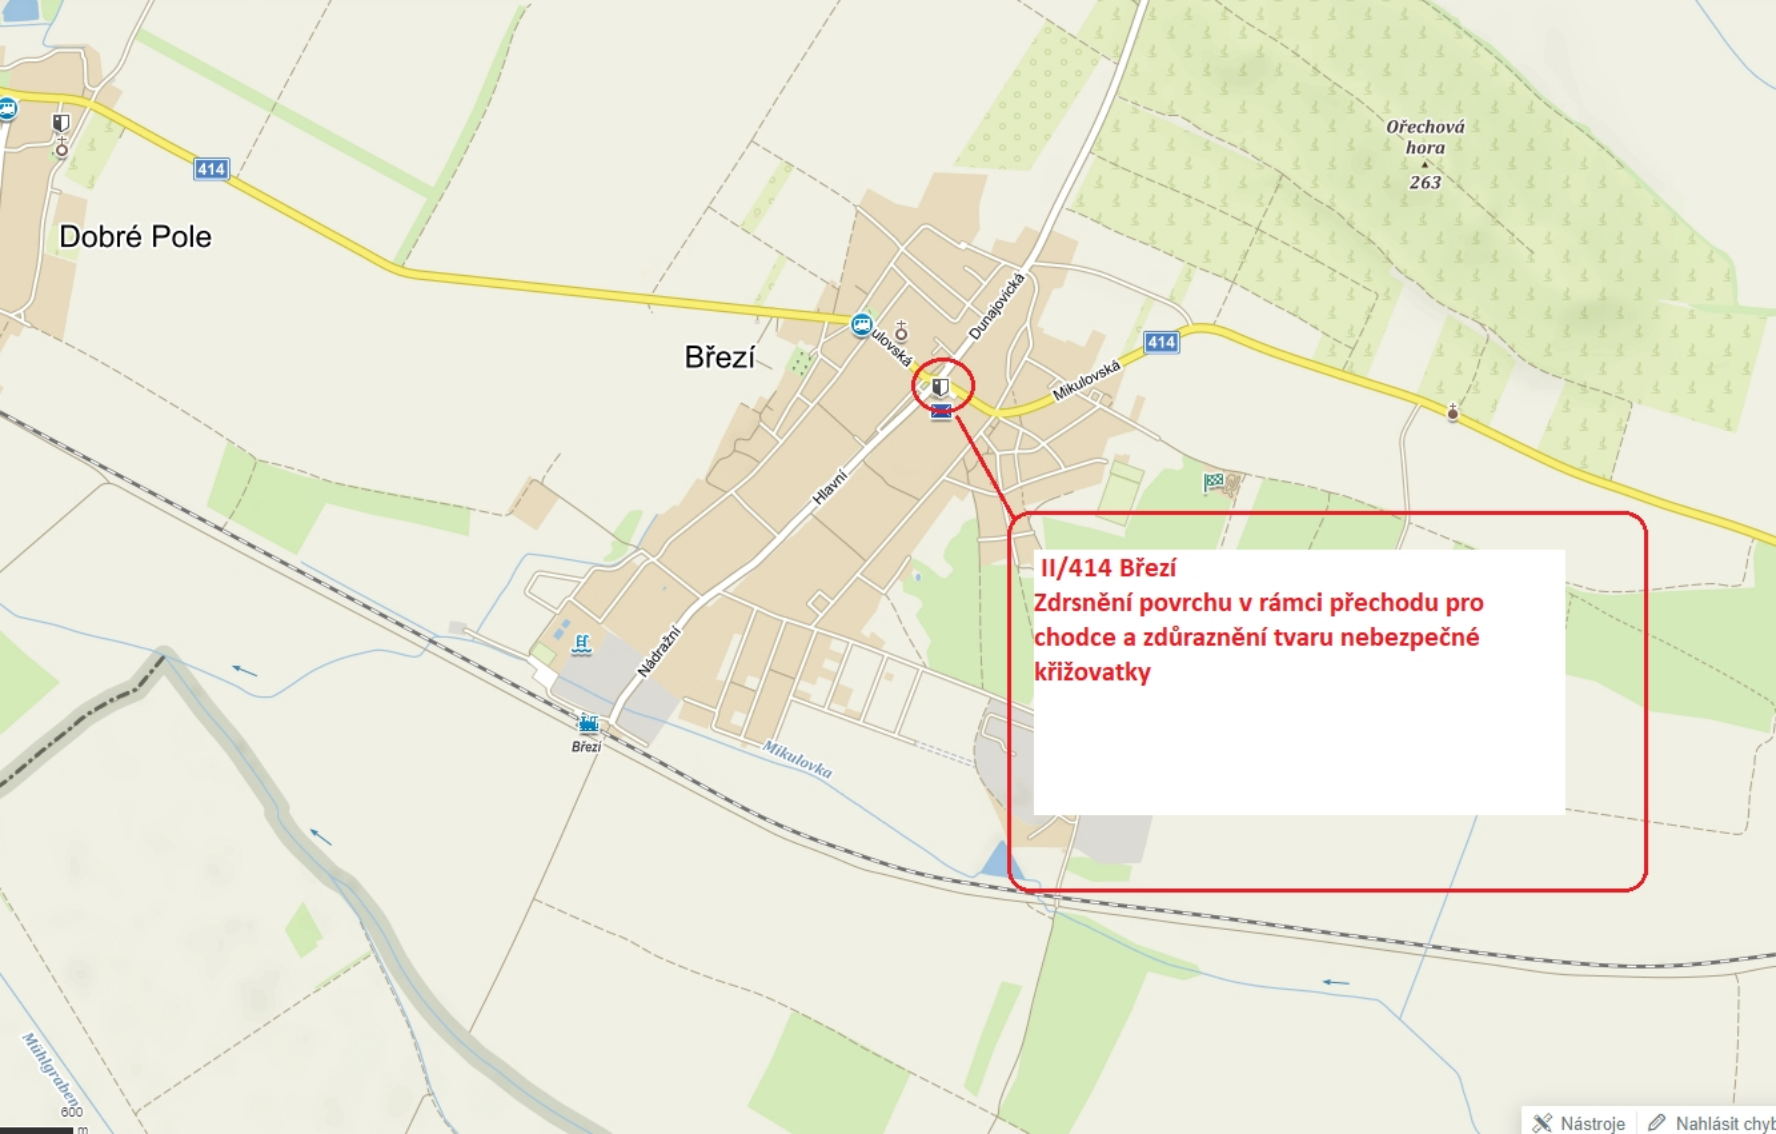 Ořechová
hora
263
414
Dobré Pole
Dunajovická
Březí
ulovská
414
Mikulovská
Hlavní
II/414 Březí
Zdrsnění povrchu v rámci přechodu pro
chodce a zdůraznění tvaru nebezpečné
křižovatky
Nádražní
Březí
Mikulovka
Mühlgraben
600
m
Nástroje
Nahlásit chyb